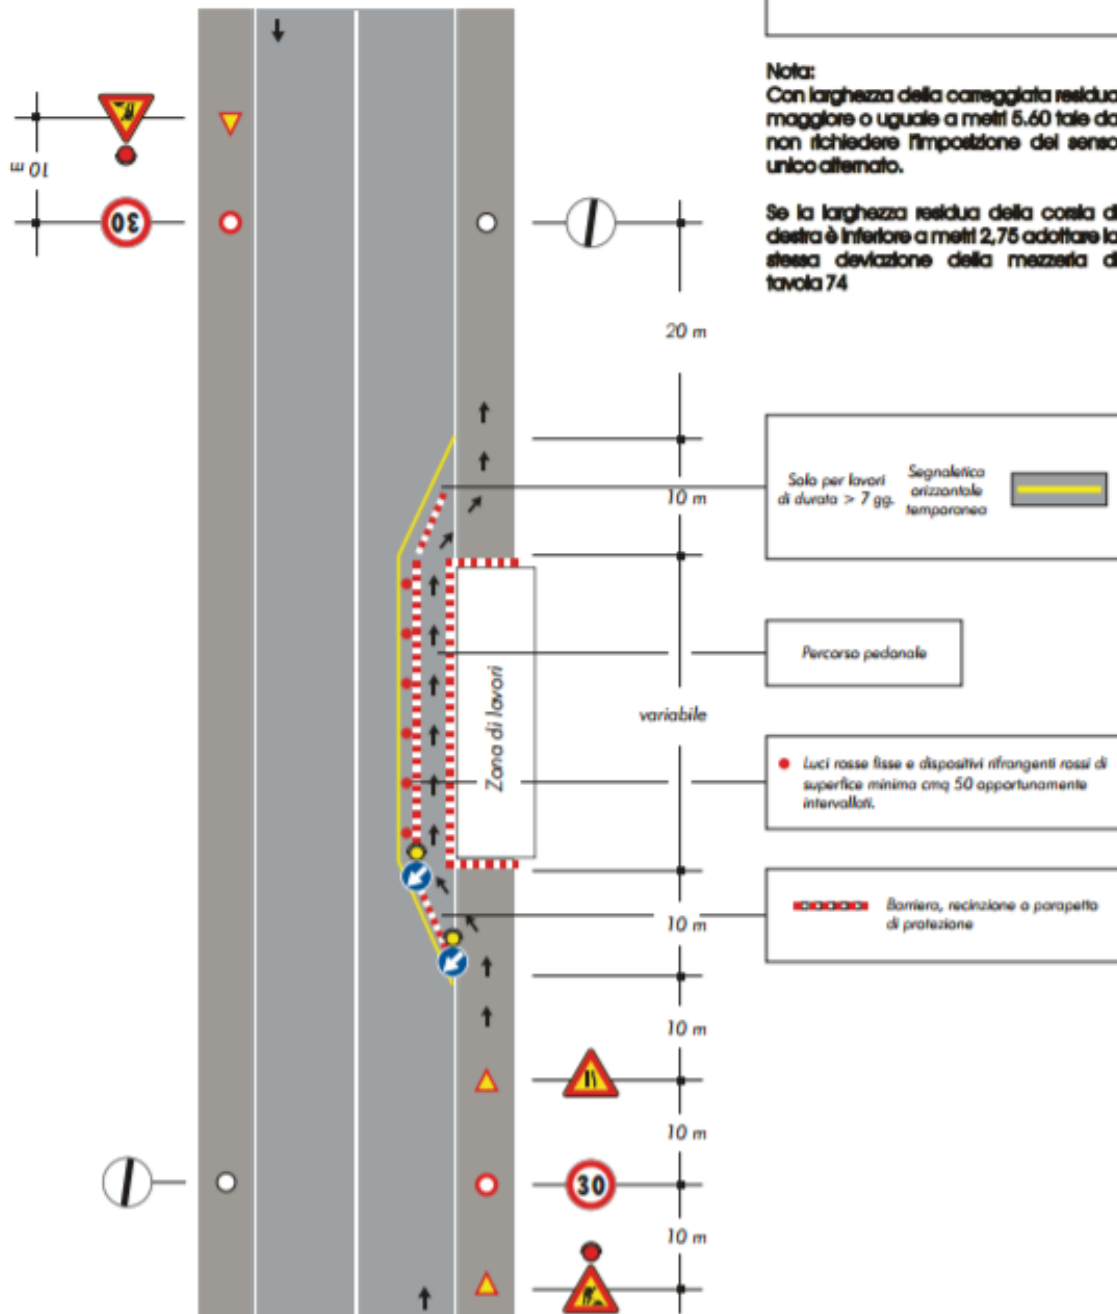 Nota:
Con larghezza della carreggiata residua
maggiore o uguale a metri 5.60 tale da
non richiedere l'imposizione del senso
unico alternato.
Se la larghezza residua della corsia di
destra è inferiore a metri 2,75 adottare la
stessa deviazione della mezzeria di
tavola 74
10 m
30
20 m
10 m
Solo per lavori
di durata > 7 gg.
Segnaletica
orizzontale
temporanea
Zona di lavori
Percorso pedonale
variabile
Luci rosse fisse e dispositivi rifrangenti rossi di
superfice minima cmq 50 opportunamente
intervallati.
Barriera, recinzione o parapetto
di protezione
10 m
10 m
10 m
30
10 m